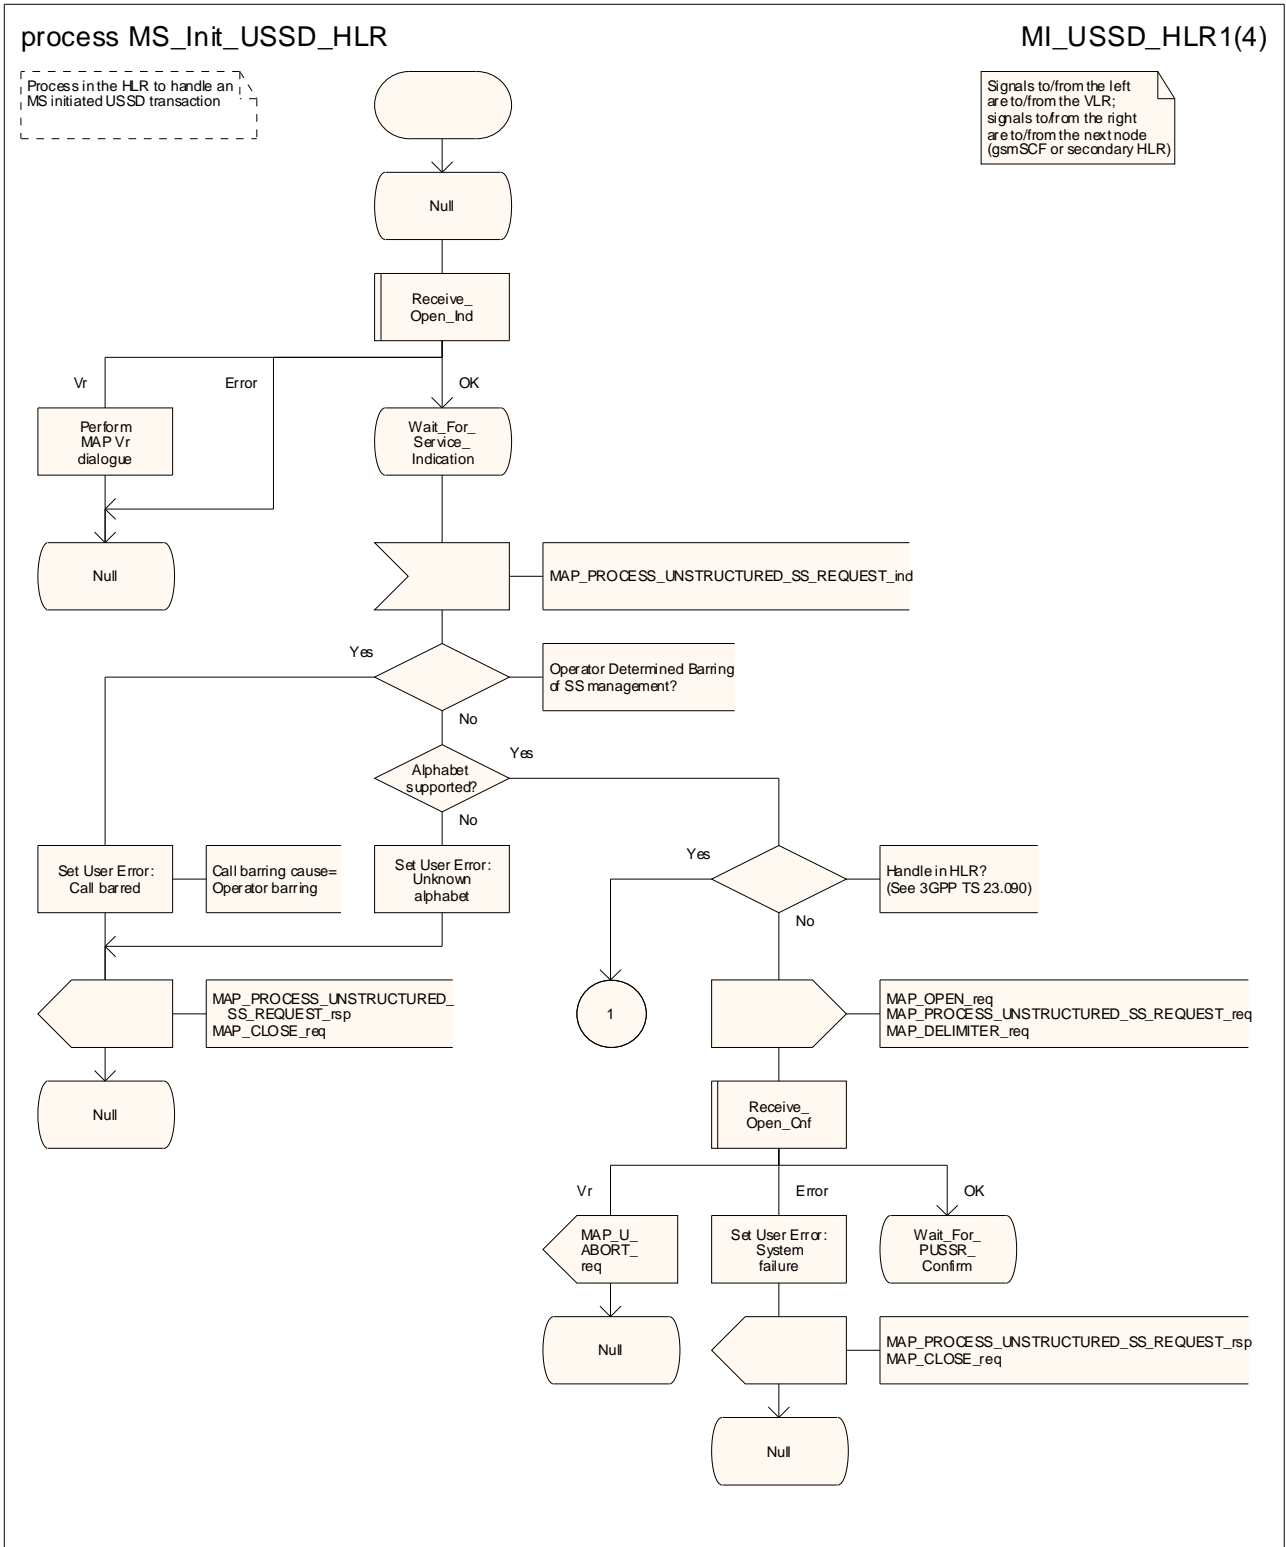 process MS_Init_USSD_HLR
MI_USSD_HLR1(4)
Process in the HLR to handle an
MS initiated USSD transaction
Signals to/from the left
are to/from the VLR;
signals to/from the right
are to/from the next node
(gsmSCF or secondary HLR)
Null
Receive_
Open_Ind
Vr
Error
OK
Perform
MAP Vr
dialogue
Wait_For_
Service_
Indication
Null
MAP_PROCESS_UNSTRUCTURED_SS_REQUEST_ind
Yes
Operator Determined Barring
of SS management?
No
Yes
Alphabet
supported?
No
Set User Error:
Call barred
Call barring cause=
Operator barring
Set User Error:
Unknown
alphabet
Yes
Handle in HLR?
(See 3GPP TS 23.090)
No
MAP_PROCESS_UNSTRUCTURED_
SS_REQUEST_rsp
MAP_CLOSE_req
1
MAP_OPEN_req
MAP_PROCESS_UNSTRUCTURED_SS_REQUEST_req
MAP_DELIMITER_req
Null
Receive_
Open_Cnf
Vr
Error
OK
MAP_U_
ABORT_
req
Set User Error:
System
failure
Wait_For_
PUSSR_
Confirm
Null
MAP_PROCESS_UNSTRUCTURED_SS_REQUEST_rsp
MAP_CLOSE_req
Null